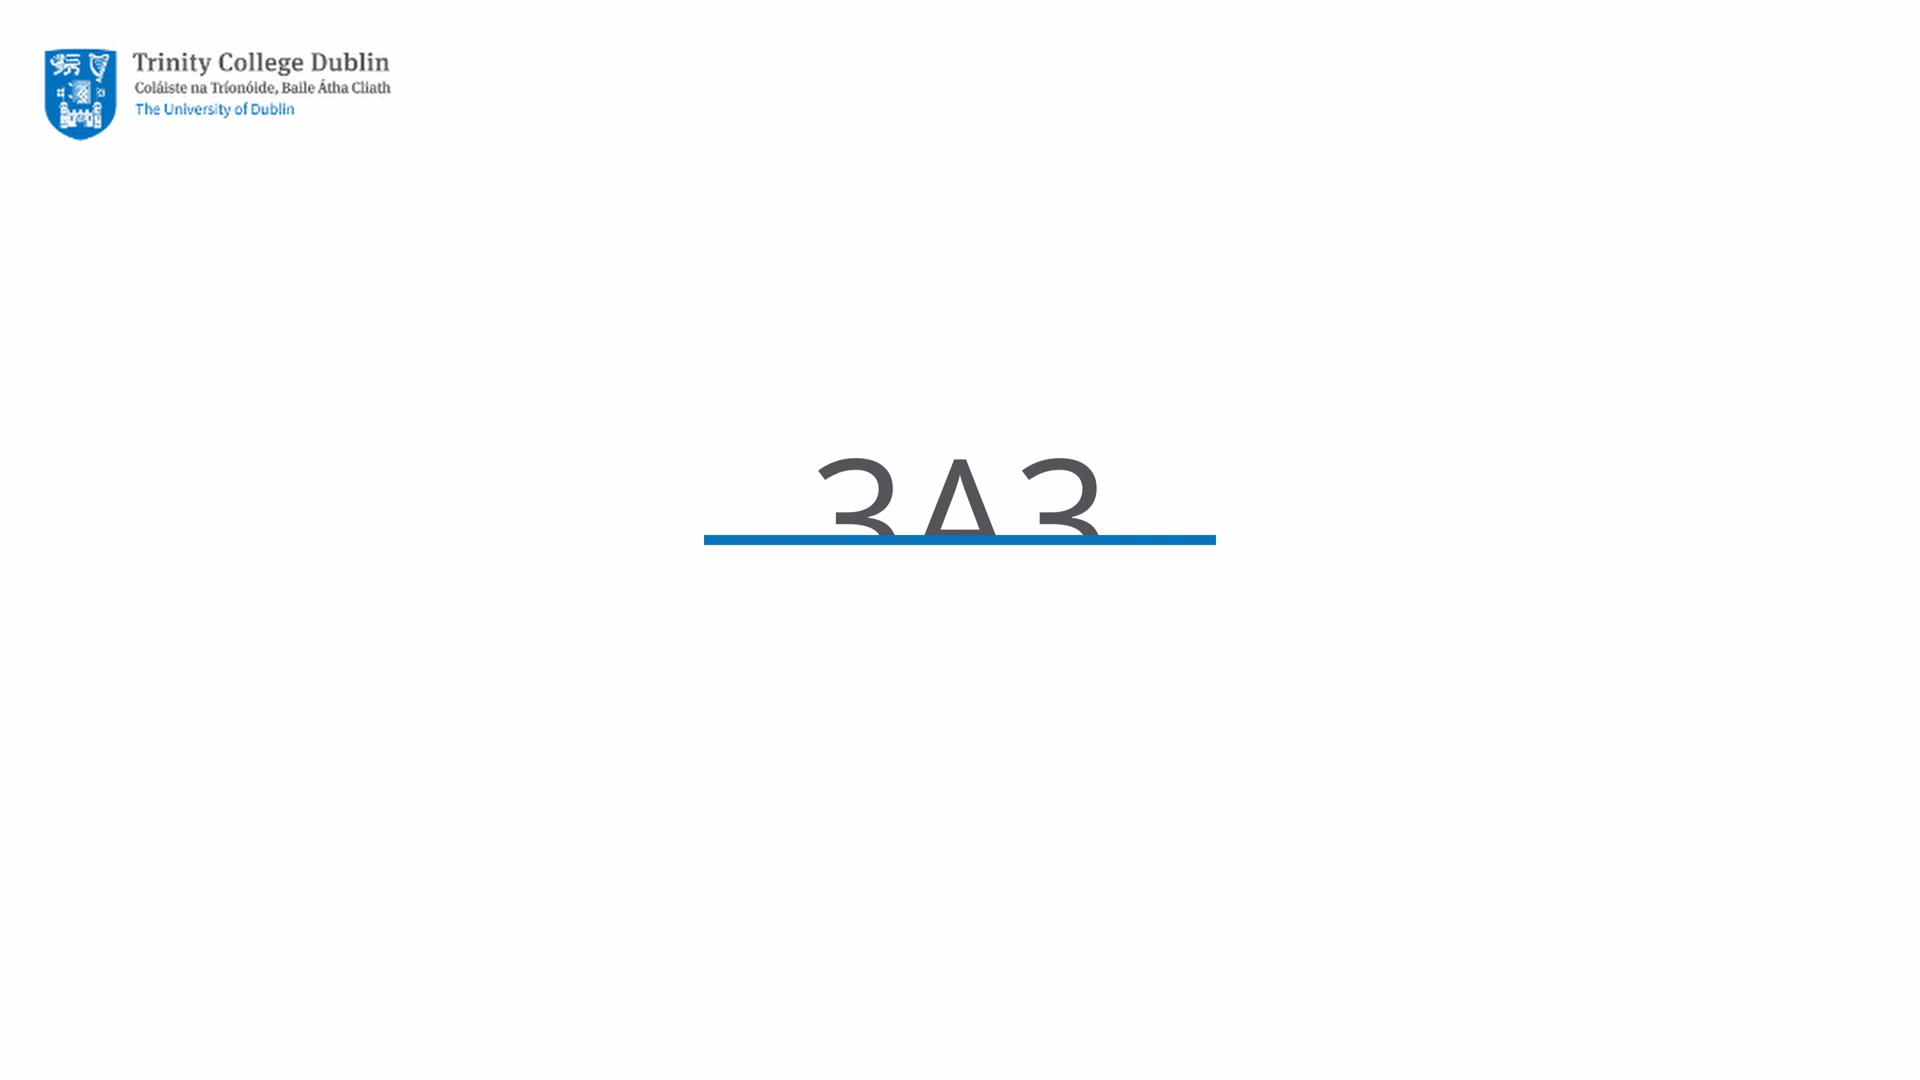 Trinity College Dublin
Coláiste na Tríonóide, Baile Átha Cliath
The University of Dublin
3A3